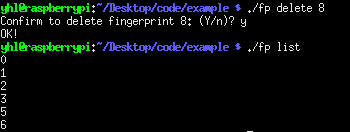 yhl@raspberrypi:~/Desktop/code/example $ ./fp delete 8
Confirm to delete fingerprint 8: (Y/n)? y
OK!
yhl@raspberrypi:~/Desktop/code/example $ ./fp list
0
1
2
3
5
6